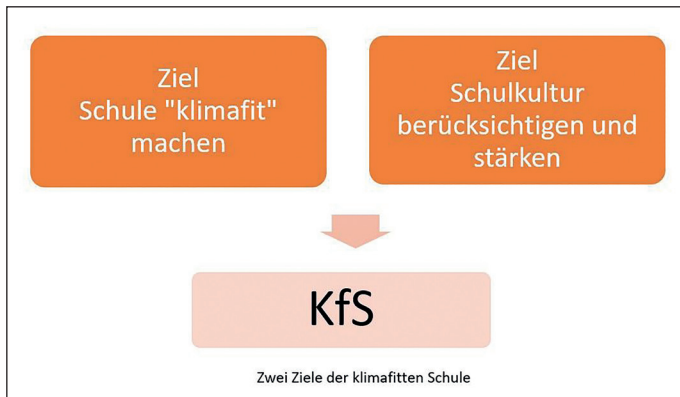 Ziel
Schule "klimafit"
machen
Ziel
Schulkultur
berücksichtigen und
stärken
KfS
Zwei Ziele der klimafitten Schule